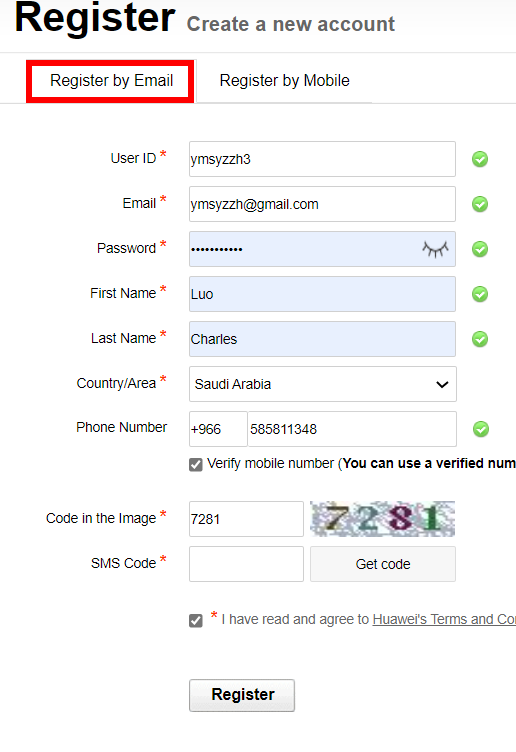 Register Create a new account
Register by Email Register by Mobile
User ID * ymsyzzh3
Email * ymsyzzh@gmail.com
Password * •••••••••••
First Name * Luo
Last Name * Charles
Country/Area * Saudi Arabia
Phone Number +966 585811348
Verify mobile number (You can use a verified num
Code in the Image * 7281 7281
SMS Code * Get code
* I have read and agree to Huawei's Terms and Co
Register